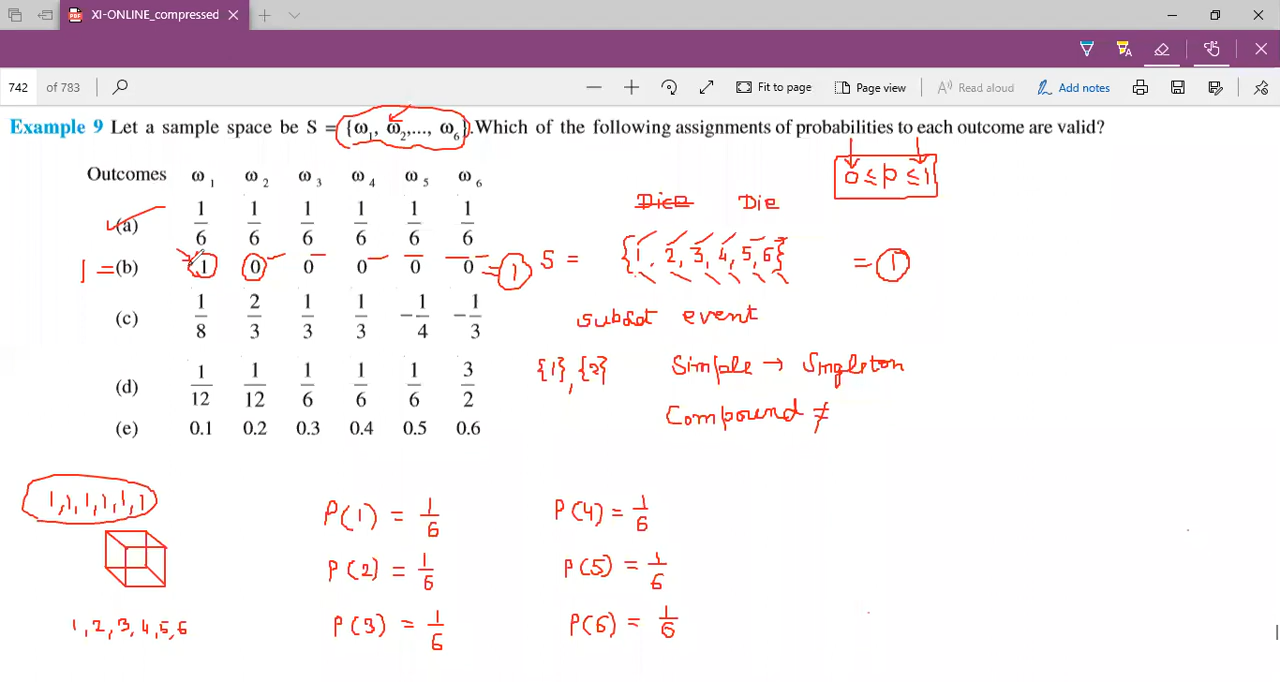 XI-ONLINE_compressed
742 of 783
Fit to page
Page view
Read aloud
Add notes
Example 9 Let a sample space be S = {ω1, ω2,..., ω6}. Which of the following assignments of probabilities to each outcome are valid?
0 ≤ p ≤ 1
Outcomes ω1 ω2 ω3 ω4 ω5 ω6
Dice Die
(a) 1/6 1/6 1/6 1/6 1/6 1/6
S = {1, 2, 3, 4, 5, 6} = 1
1 = (b) 1 0 0 0 0 0 = 1
(c) 1/8 2/3 1/3 1/3 -1/4 -1/3
subset event
{1}, {2} Simple → Singleton
(d) 1/12 1/12 1/6 1/6 1/6 3/2
Compound ≠
(e) 0.1 0.2 0.3 0.4 0.5 0.6
1,1,1,1,1,1
P(1) = 1/6 P(4) = 1/6
P(2) = 1/6 P(5) = 1/6
P(3) = 1/6 P(6) = 1/6
1, 2, 3, 4, 5, 6